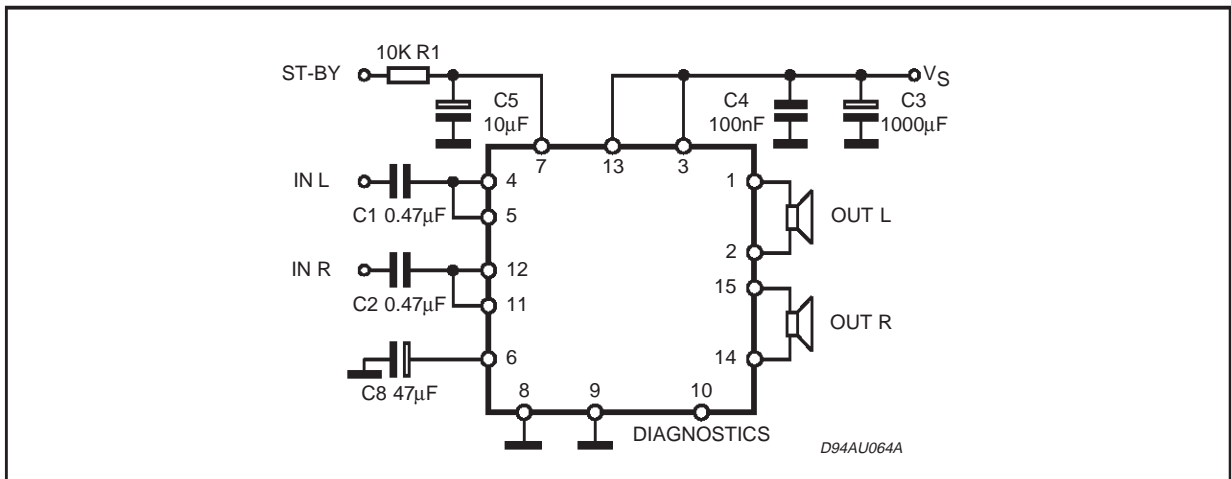 10K R1
ST-BY
C5
10µF
C4
100nF
VS
C3
1000µF
7
13
3
IN L
C1 0.47µF
4
5
1
OUT L
2
IN R
C2 0.47µF
12
11
15
OUT R
14
6
C8 47µF
8
9
10
DIAGNOSTICS
D94AU064A